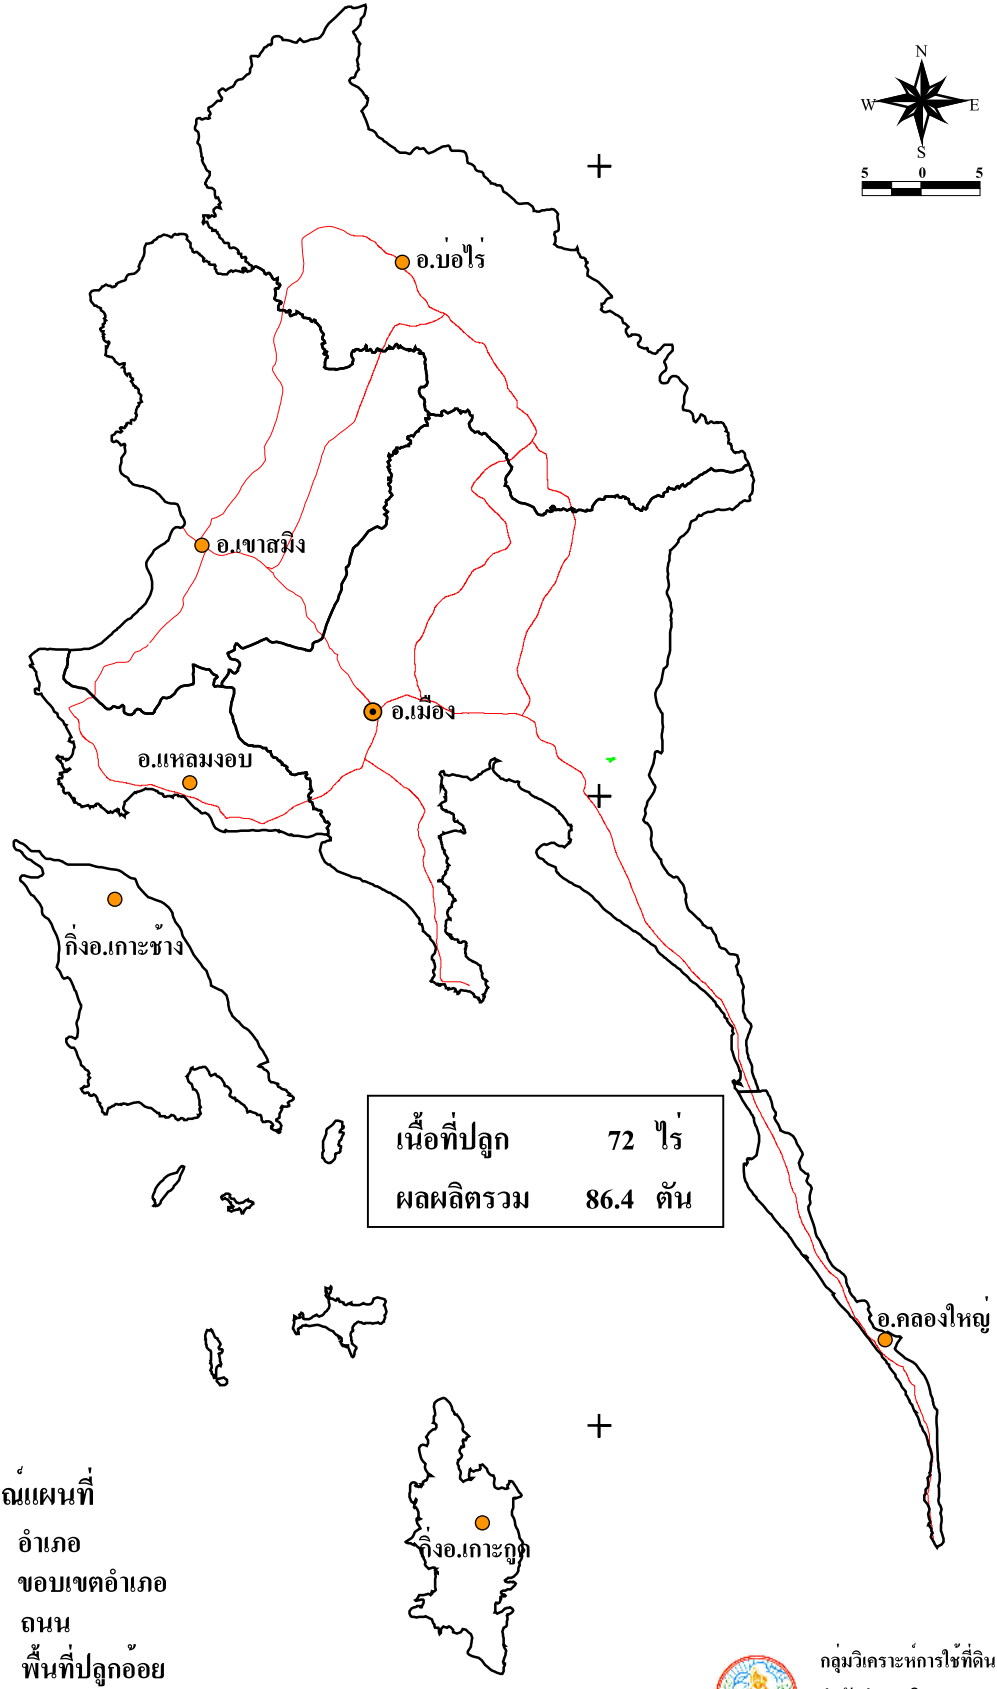 N
W E
S
5 0 5
อ.บ่อไร่
อ.เขาสมิง
อ.เมือง
อ.แหลมงอบ
กิ่งอ.เกาะช้าง
เนื้อที่ปลูก 72 ไร่
ผลผลิตรวม 86.4 ตัน
อ.คลองใหญ่
กิ่งอ.เกาะกูด
ณ์แผนที่
อำเภอ
ขอบเขตอำเภอ
ถนน
พื้นที่ปลูกอ้อย
กลุ่มวิเคราะห์การใช้ที่ดิน